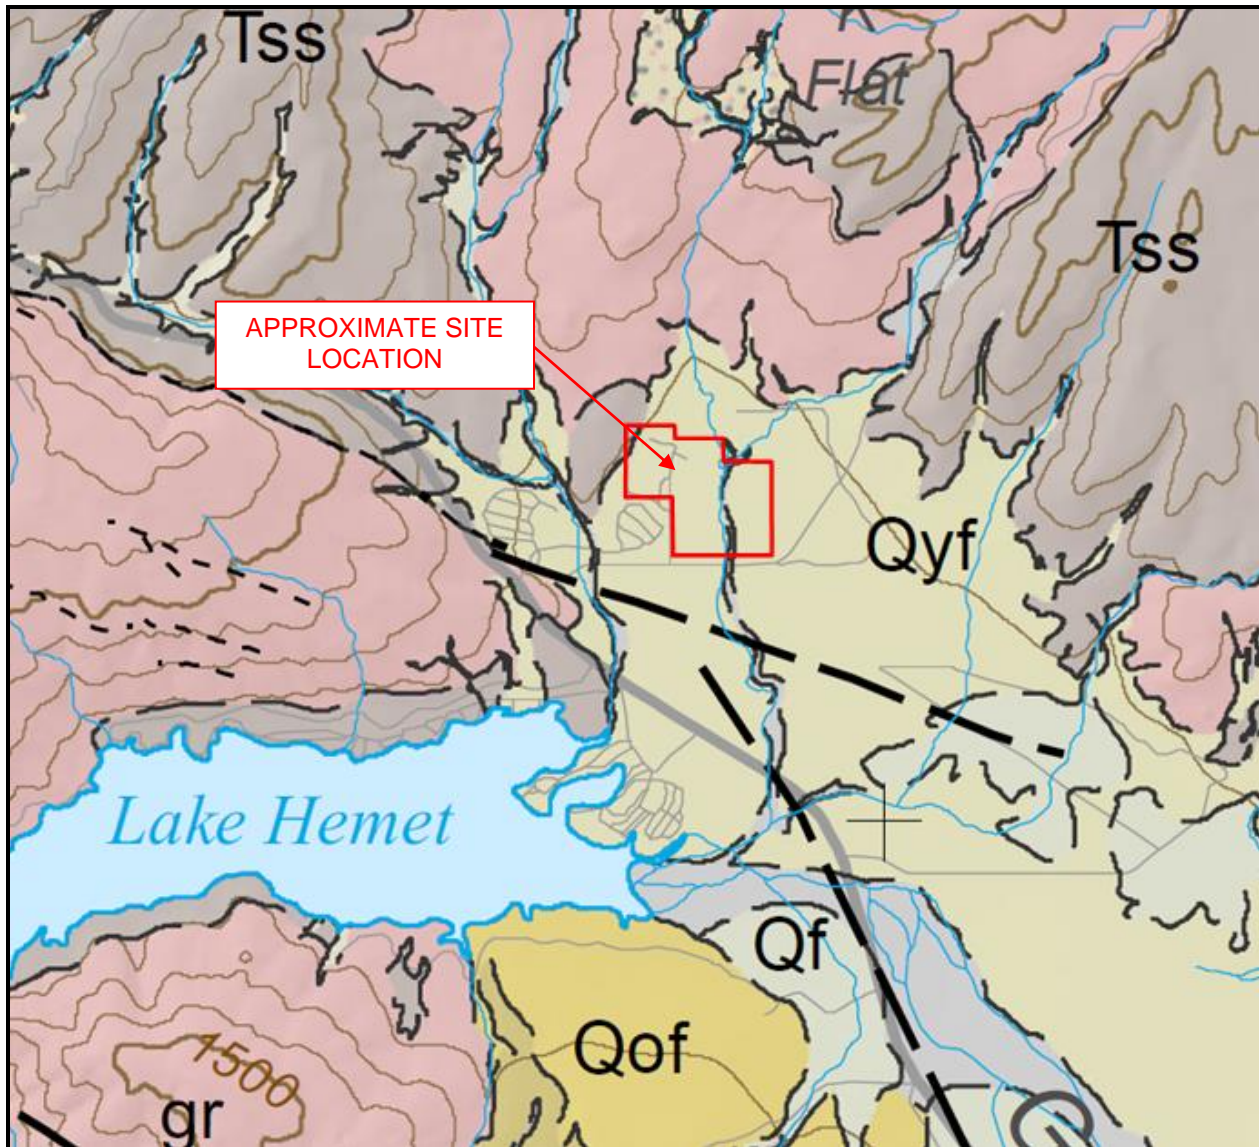 Tss
Flat
Tss
APPROXIMATE SITE
LOCATION
Qyf
Lake Hemet
Qf
Qof
1500
gr